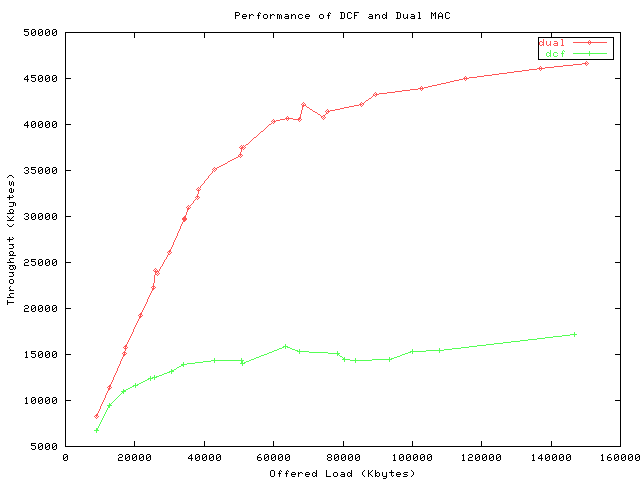 Performance of DCF and Dual MAC
50000
45000
40000
35000
30000
25000
20000
15000
10000
5000
Throughput (Kbytes)
dual
dcf
0 20000 40000 60000 80000 100000 120000 140000 160000
Offered Load (Kbytes)